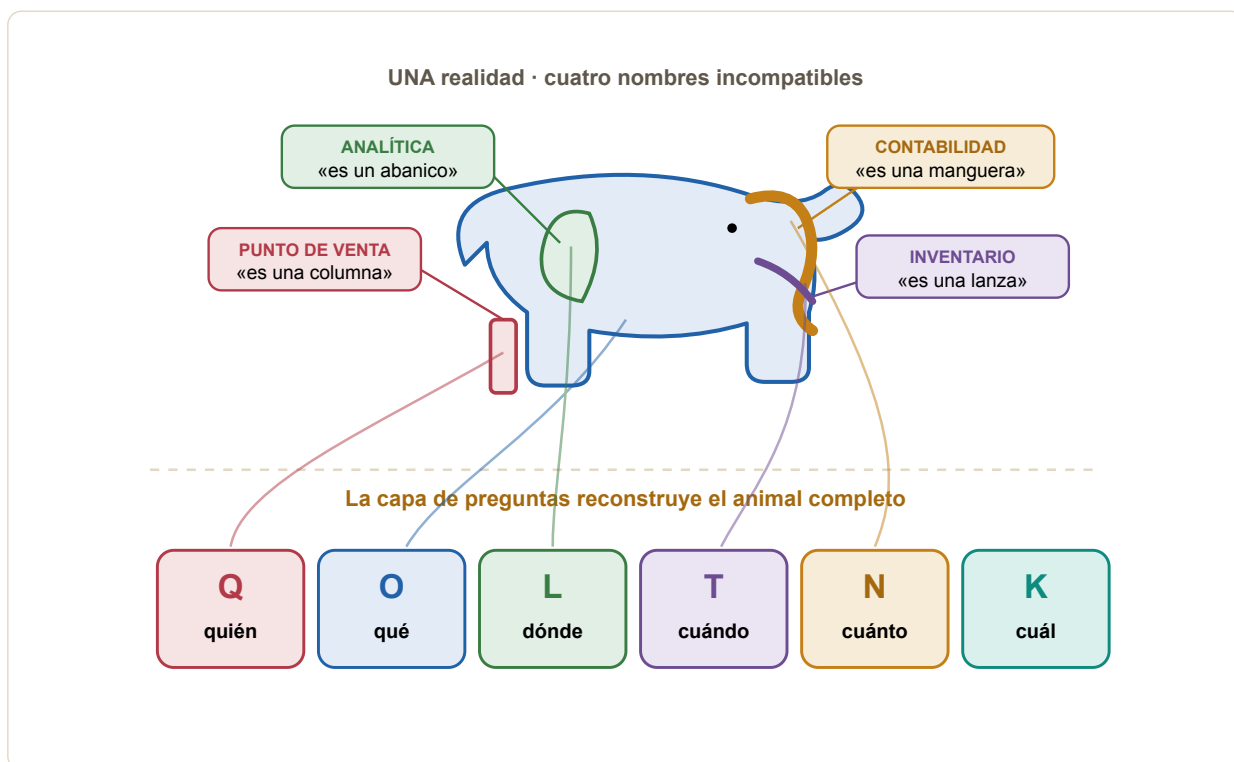 UNA realidad · cuatro nombres incompatibles
ANALÍTICA
«es un abanico»
CONTABILIDAD
«es una manguera»
PUNTO DE VENTA
«es una columna»
INVENTARIO
«es una lanza»
La capa de preguntas reconstruye el animal completo
Q
quién
O
qué
L
dónde
T
cuándo
N
cuánto
K
cuál